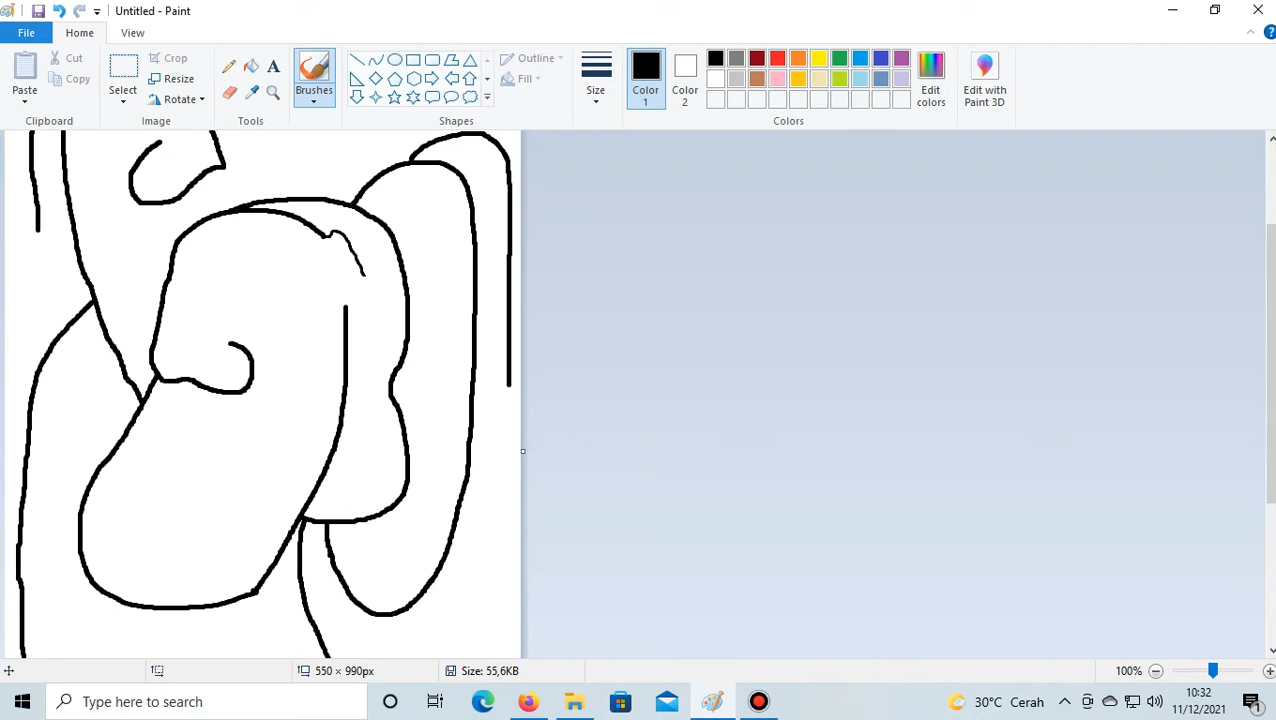 Untitled - Paint
File
Home
View
Paste
Cut
Copy
Clipboard
Select
Crop
Resize
Rotate
Image
A
Tools
Brushes
Outline
Fill
Shapes
Size
Color 1
Color 2
Edit colors
Colors
Edit with Paint 3D
550 × 990px
Size: 55,6KB
100%
Type here to search
30°C Cerah
10:32
11/12/2021
1